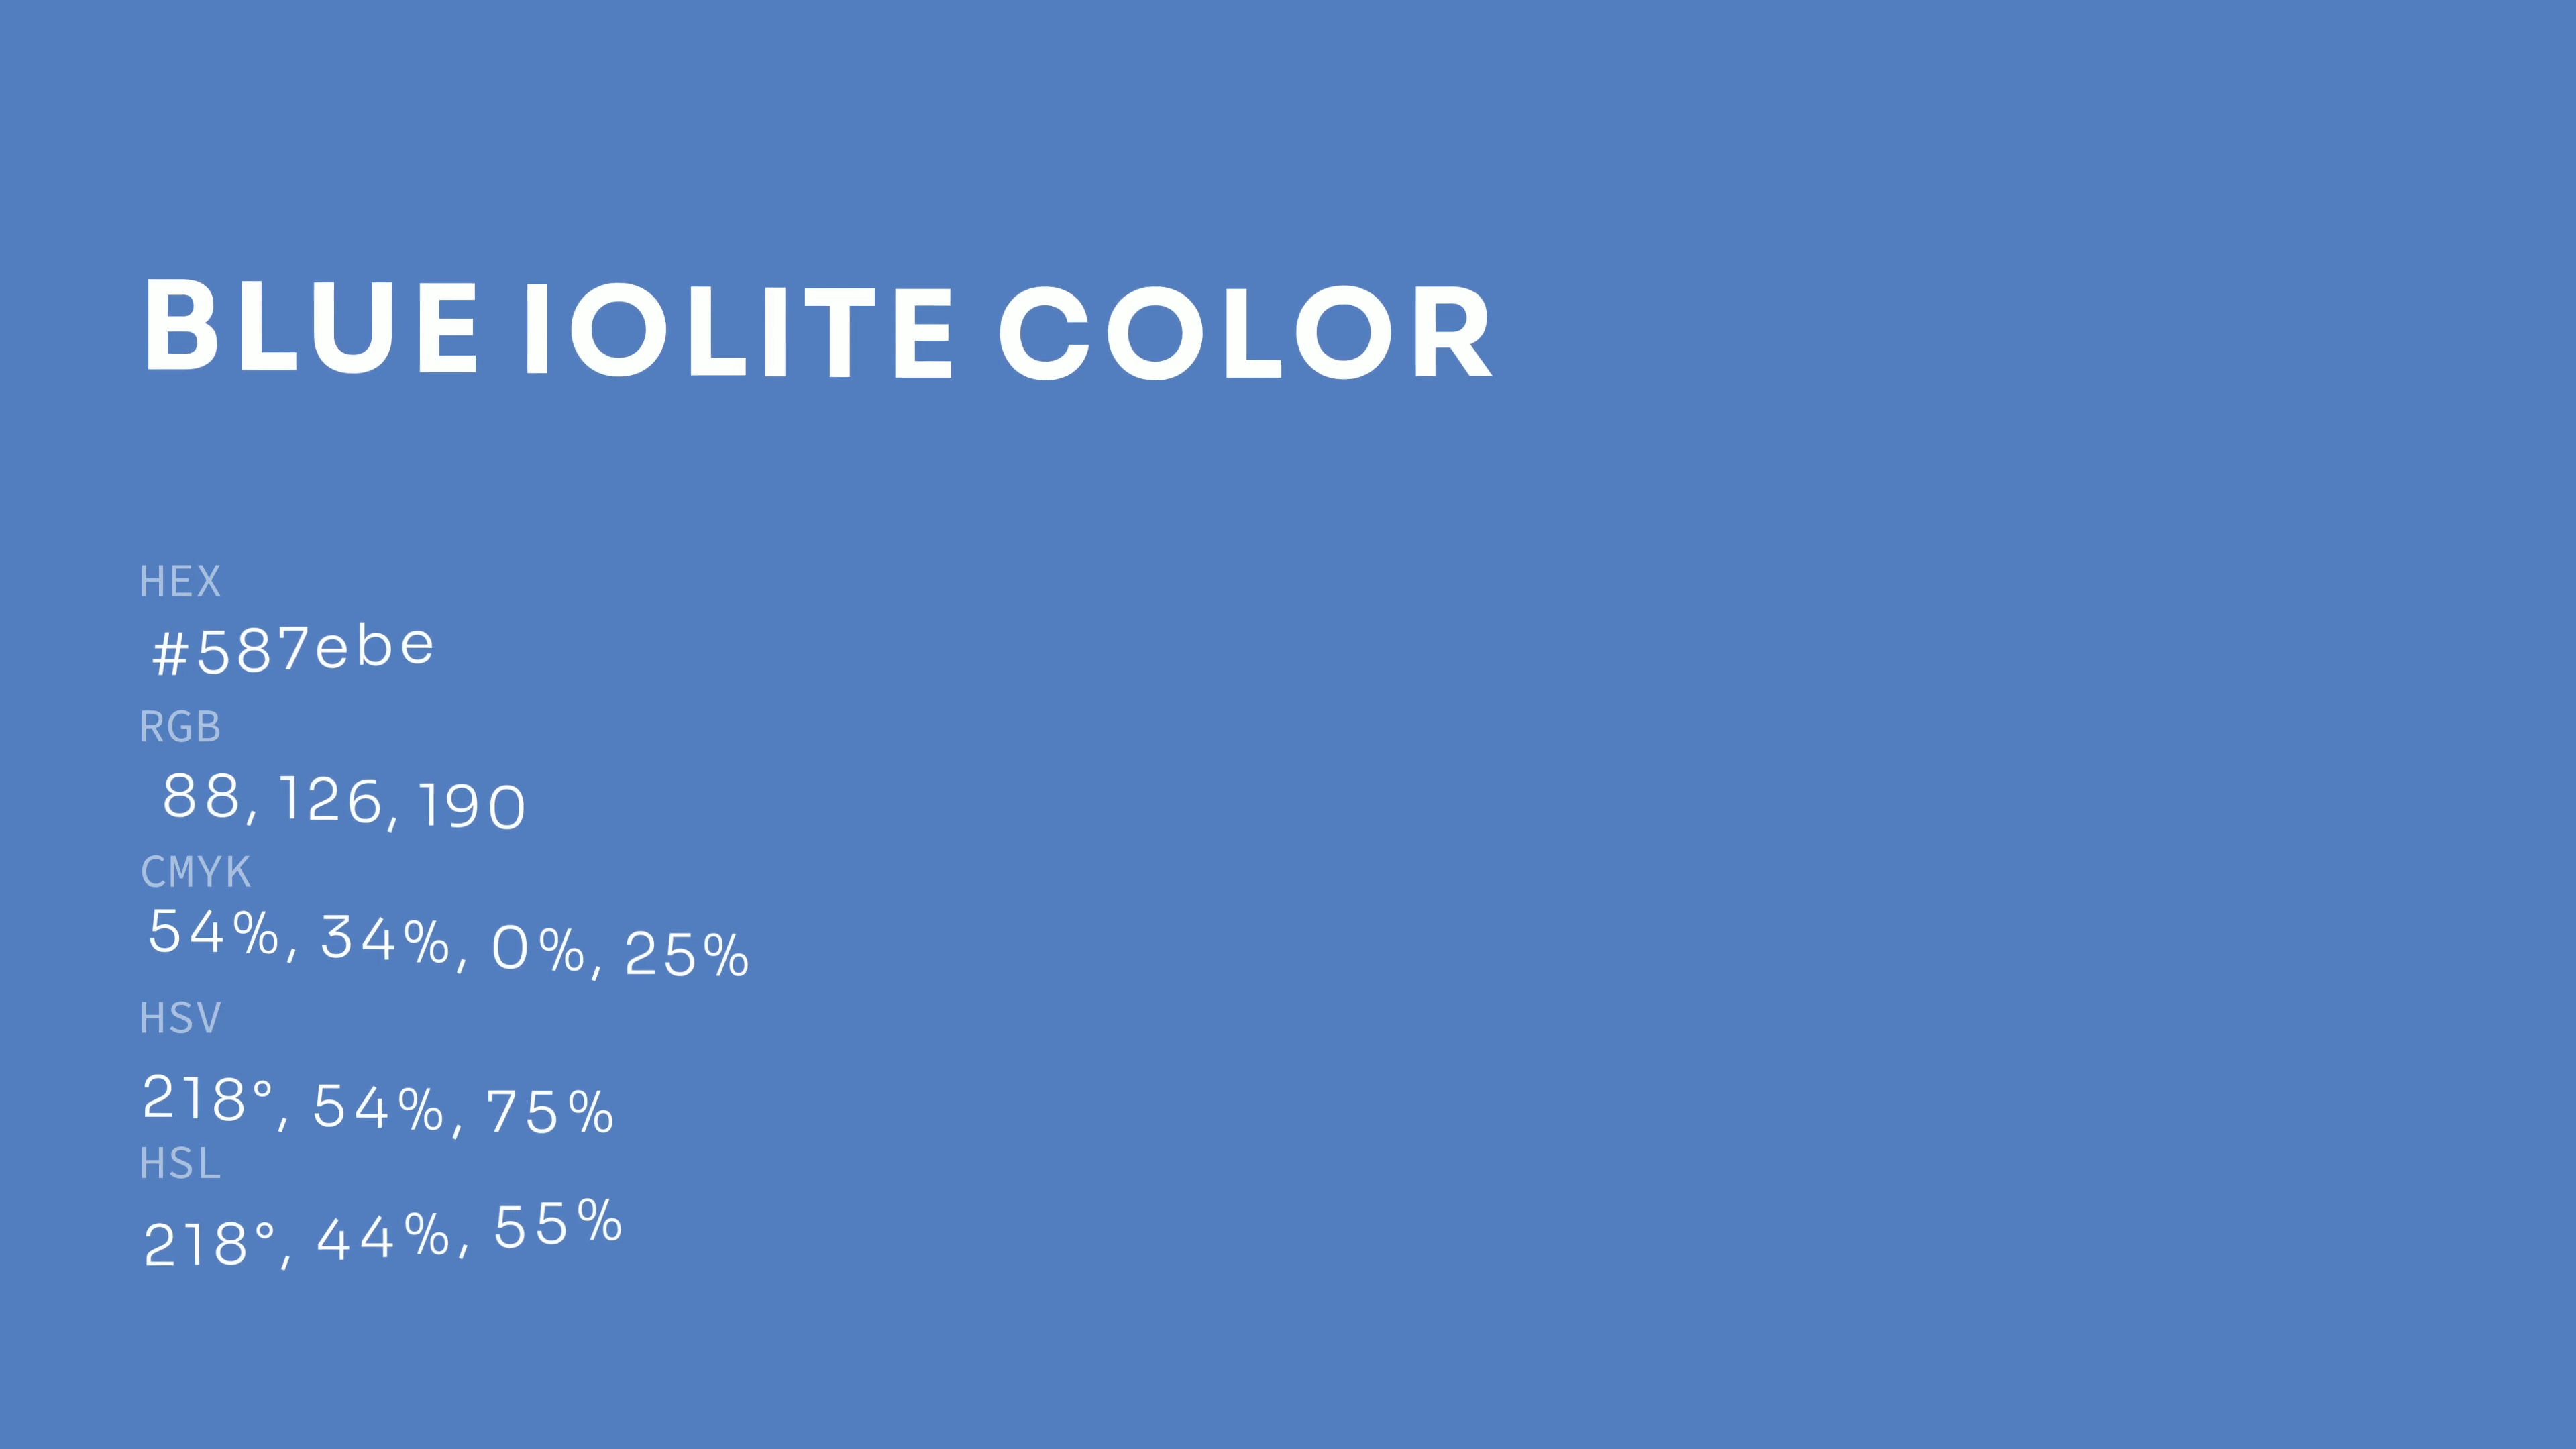 BLUE IOLITE COLOR
HEX
#587ebe
RGB
88, 126, 190
CMYK
54%, 34%, 0%, 25%
HSV
218°, 54%, 75%
HSL
218°, 44%, 55%